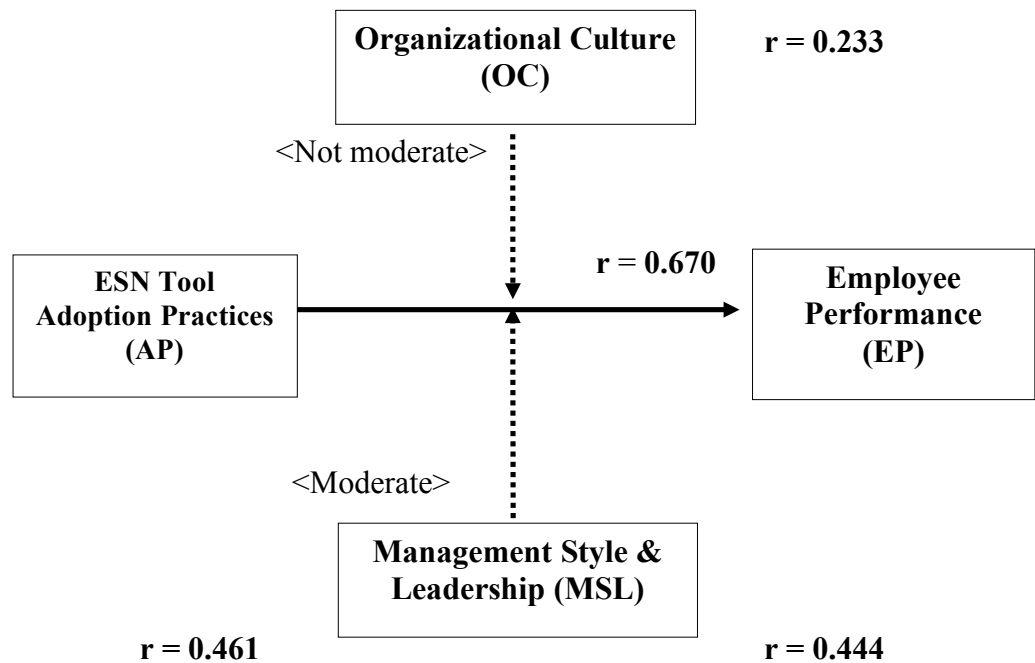 Organizational Culture
(OC)
r = 0.233
<Not moderate>
ESN Tool
Adoption Practices
(AP)
r = 0.670
Employee
Performance
(EP)
<Moderate>
Management Style &
Leadership (MSL)
r = 0.461
r = 0.444